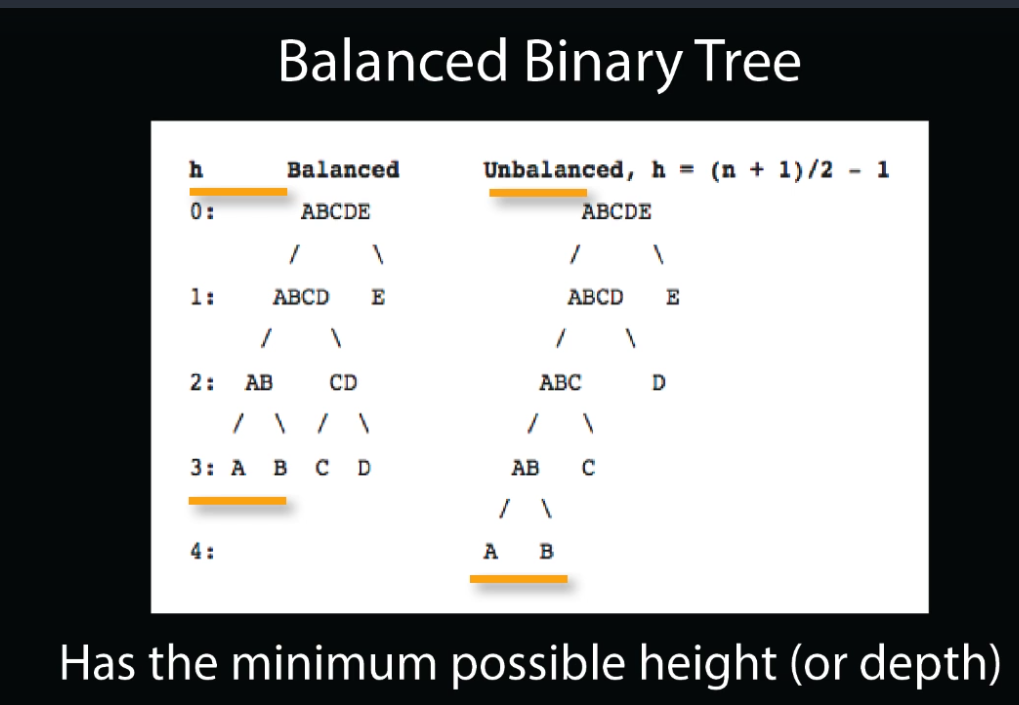 Balanced Binary Tree
h Balanced Unbalanced, h = (n + 1)/2 - 1
0: ABCDE ABCDE
/ \ / \
1: ABCD E ABCD E
/ \ / \
2: AB CD ABC D
/ \ / \ / \
3: A B C D AB C
/ \
4: A B
Has the minimum possible height (or depth)